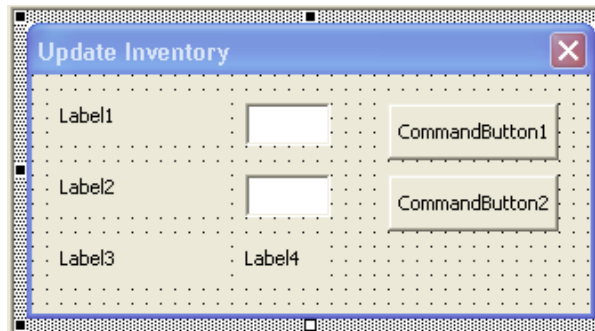 Update Inventory
Label1
CommandButton1
Label2
CommandButton2
Label3 Label4